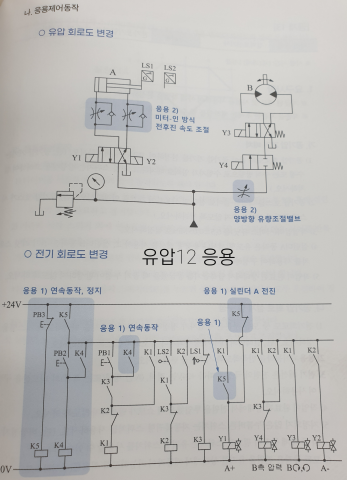 나. 응용제어동작
○ 유압 회로도 변경
LS1 LS2
A
B
응용 2)
미터-인 방식
전후진 속도 조절
Y3
Y1
Y2
Y4
응용 2)
양방향 유량조절밸브
○ 전기 회로도 변경
유압12 응용
응용 1) 연속동작, 정지
응용 1) 실린더 A 전진
+24V
PB3 K5
K5
응용 1) 연속동작
응용 1)
PB2 K4 PB1 K4 K1 LS2 K2 LS1 K1 K1 K2 K1 K2
K3 K1 K5
K2 K3 K3
K5 K4 K1 K2 K3 Y1 Y4 Y3 Y2
0V
A+ B측 압력 B A-